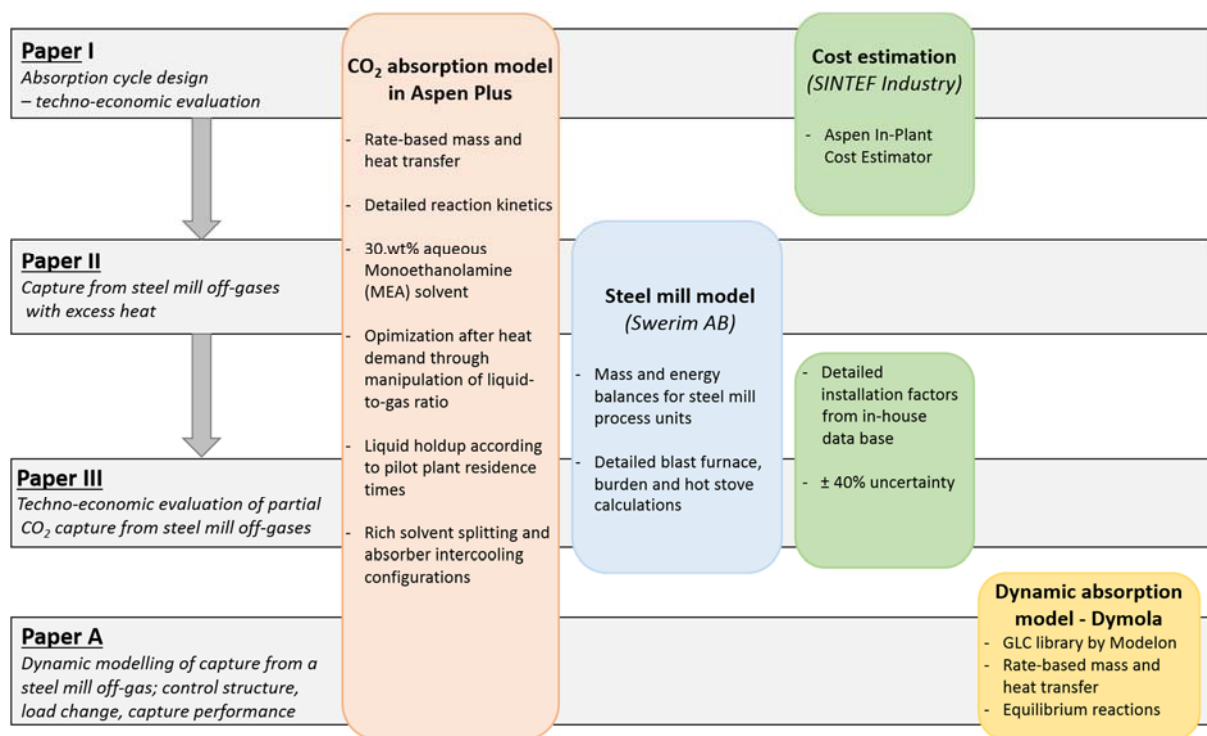 Paper I
Absorption cycle design
– techno-economic evaluation
CO₂ absorption model
in Aspen Plus
- Rate-based mass and
heat transfer
- Detailed reaction kinetics
- 30.wt% aqueous
Monoethanolamine
(MEA) solvent
- Opimization after heat
demand through
manipulation of liquid-
to-gas ratio
- Liquid holdup according
to pilot plant residence
times
- Rich solvent splitting and
absorber intercooling
configurations
Cost estimation
(SINTEF Industry)
- Aspen In-Plant
Cost Estimator
Paper II
Capture from steel mill off-gases
with excess heat
Steel mill model
(Swerim AB)
- Mass and energy
balances for steel mill
process units
- Detailed blast furnace,
burden and hot stove
calculations
- Detailed
installation factors
from in-house
data base
- ± 40% uncertainty
Paper III
Techno-economic evaluation of partial
CO₂ capture from steel mill off-gases
Paper A
Dynamic modelling of capture from a
steel mill off-gas; control structure,
load change, capture performance
Dynamic absorption
model - Dymola
- GLC library by Modelon
- Rate-based mass and
heat transfer
- Equilibrium reactions